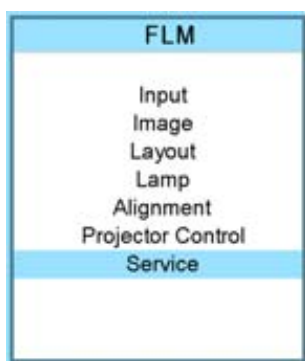 FLM
Input
Image
Layout
Lamp
Alignment
Projector Control
Service